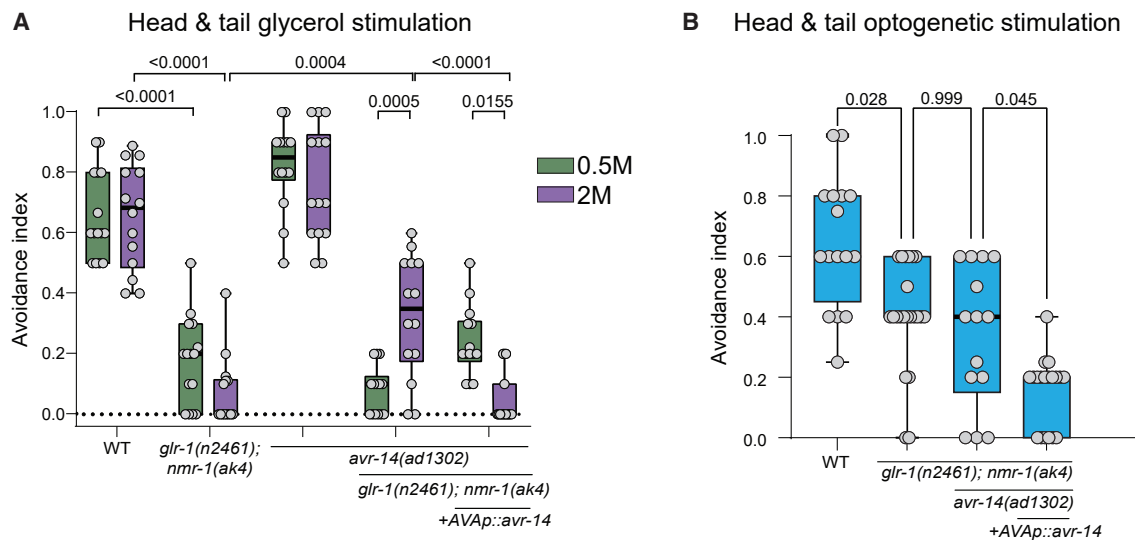 A Head & tail glycerol stimulation
<0.0001 0.0004 <0.0001
<0.0001 0.0005 0.0155
1.0
0.8
0.6
0.4
0.2
0.0
Avoidance index
0.5M
2M
WT
glr-1(n2461);
nmr-1(ak4)
avr-14(ad1302)
glr-1(n2461); nmr-1(ak4)
+AVAp::avr-14
B Head & tail optogenetic stimulation
0.028 0.999 0.045
1.0
0.8
0.6
0.4
0.2
0.0
Avoidance index
WT
glr-1(n2461); nmr-1(ak4)
avr-14(ad1302)
+AVAp::avr-14